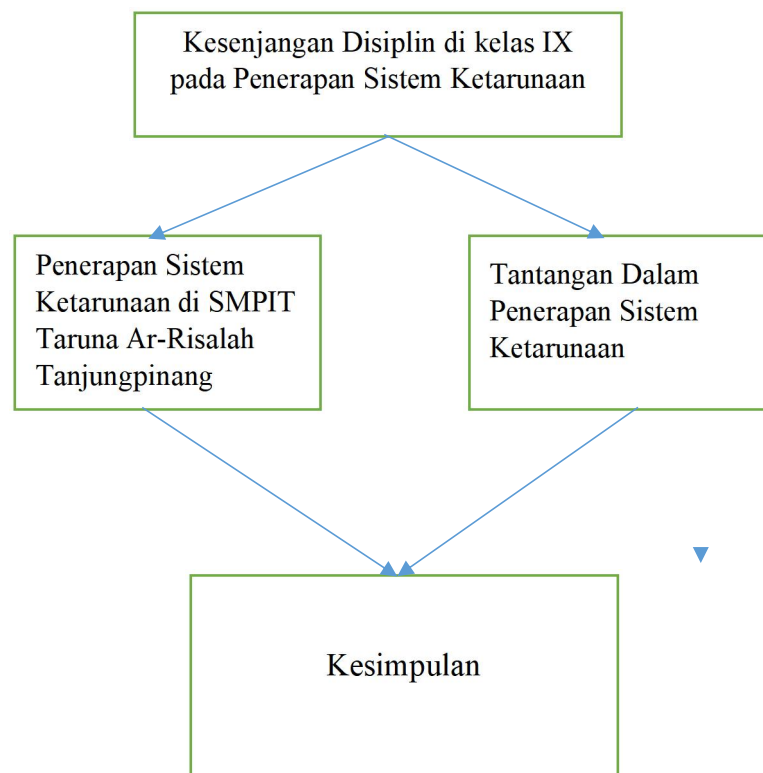 Kesenjangan Disiplin di kelas IX
pada Penerapan Sistem Ketarunaan
Penerapan Sistem
Ketarunaan di SMPIT
Taruna Ar-Risalah
Tanjungpinang
Tantangan Dalam
Penerapan Sistem
Ketarunaan
Kesimpulan